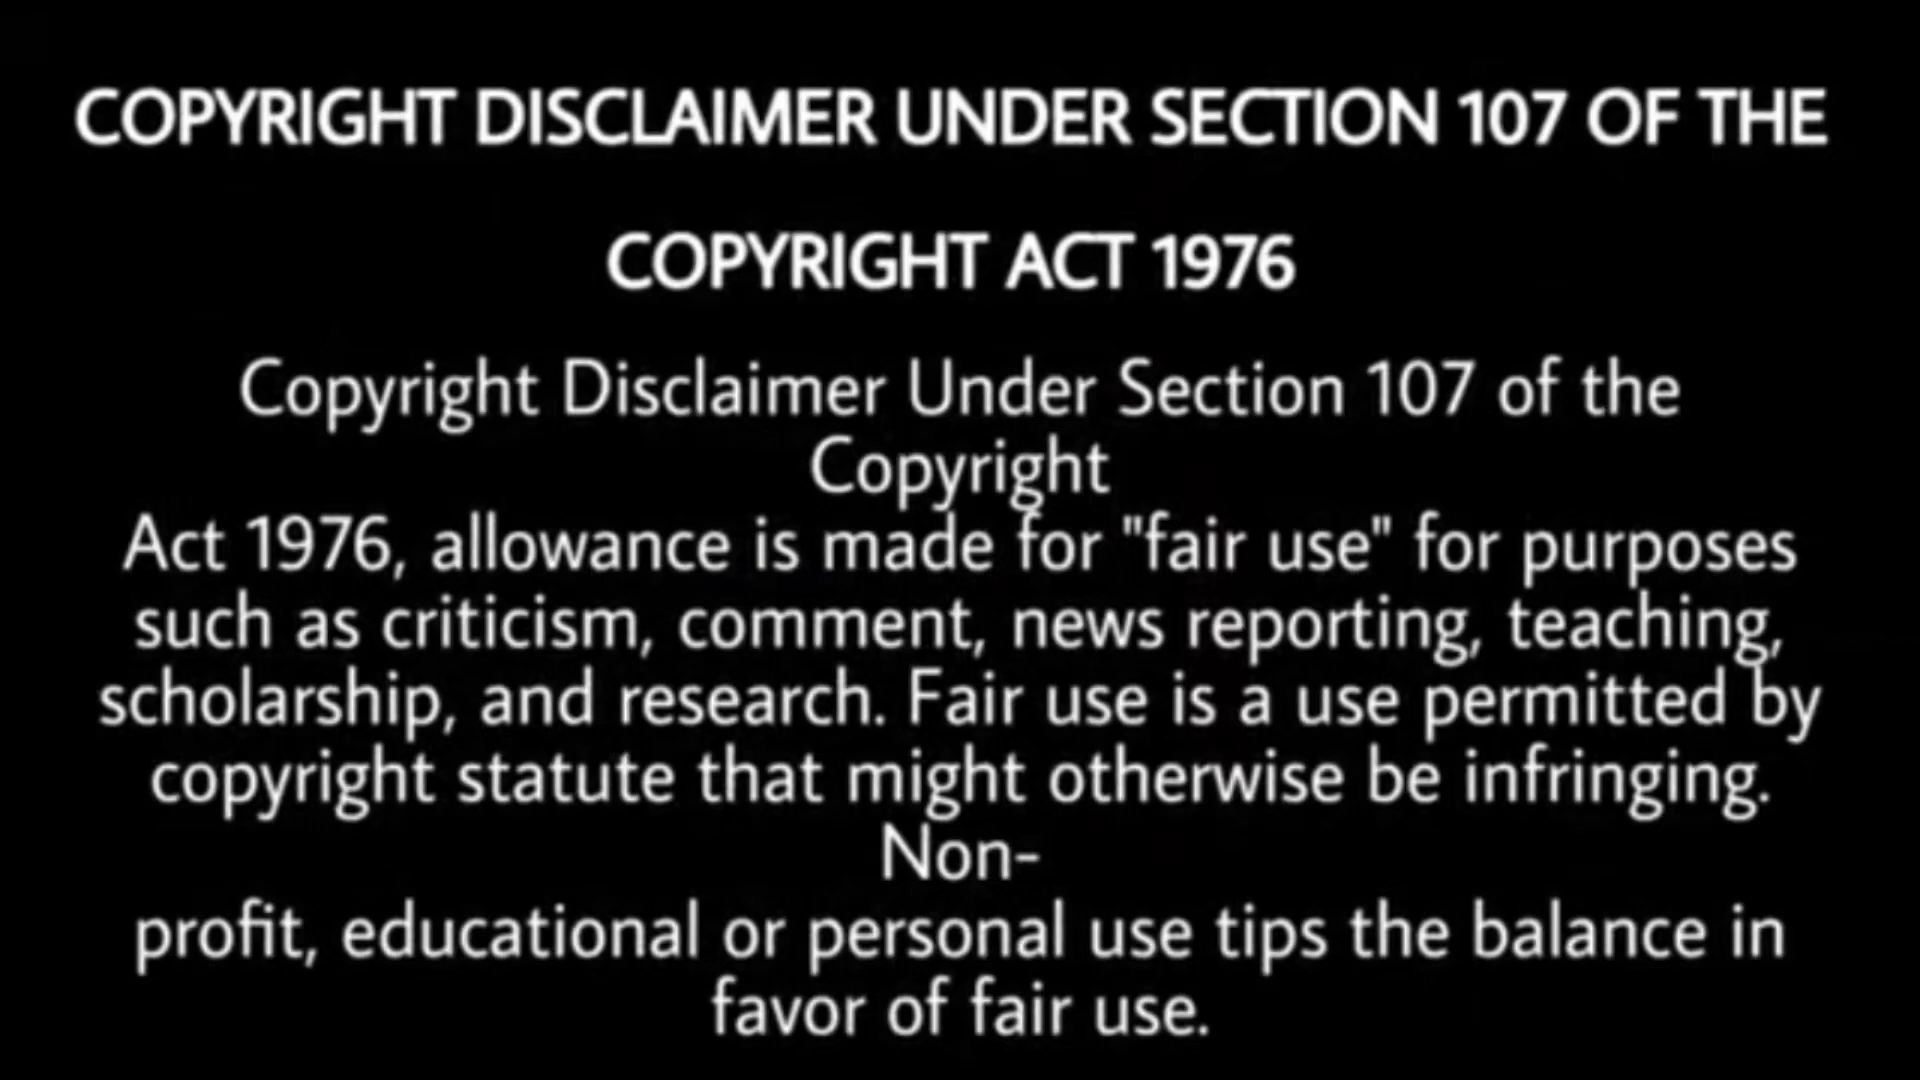 COPYRIGHT DISCLAIMER UNDER SECTION 107 OF THE
COPYRIGHT ACT 1976
Copyright Disclaimer Under Section 107 of the
Copyright
Act 1976, allowance is made for "fair use" for purposes
such as criticism, comment, news reporting, teaching,
scholarship, and research. Fair use is a use permitted by
copyright statute that might otherwise be infringing.
Non-
profit, educational or personal use tips the balance in
favor of fair use.